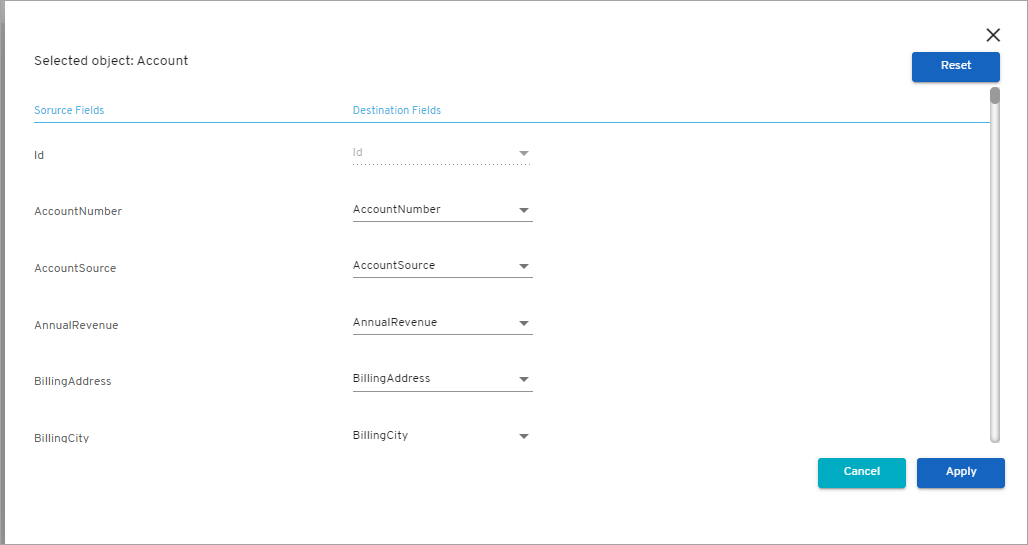 Selected object: Account
Reset
Sorurce Fields
Destination Fields
Id
Id
AccountNumber
AccountNumber
AccountSource
AccountSource
AnnualRevenue
AnnualRevenue
BillingAddress
BillingAddress
BillingCity
BillingCity
Cancel
Apply